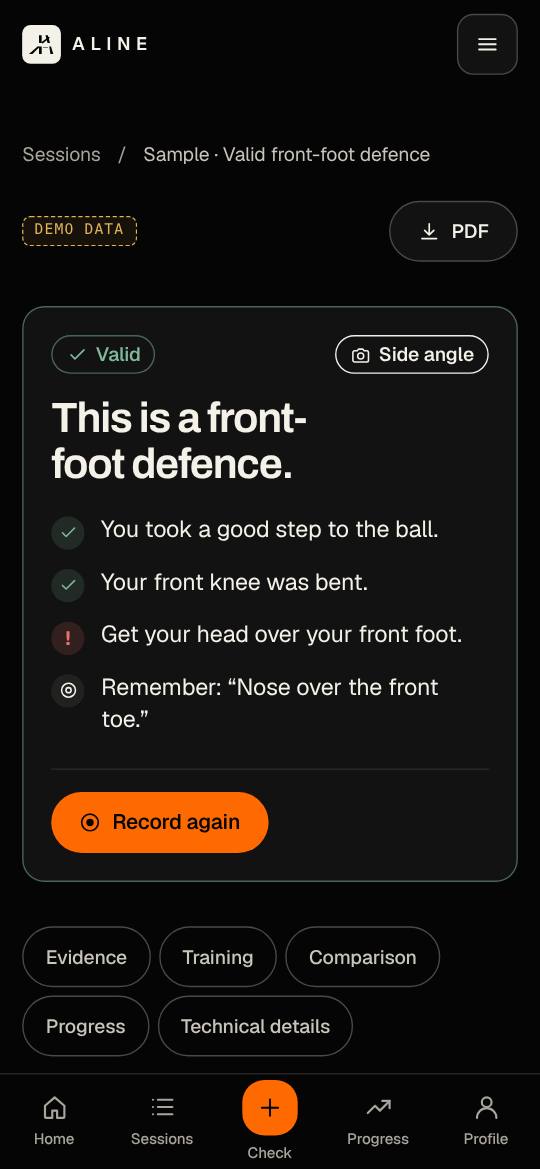 ALINE
Sessions / Sample · Valid front-foot defence
DEMO DATA
PDF
Valid
Side angle
This is a front-
foot defence.
You took a good step to the ball.
Your front knee was bent.
! Get your head over your front foot.
Remember: “Nose over the front
toe.”
Record again
Evidence
Training
Comparison
Progress
Technical details
Home
Sessions
Check
Progress
Profile